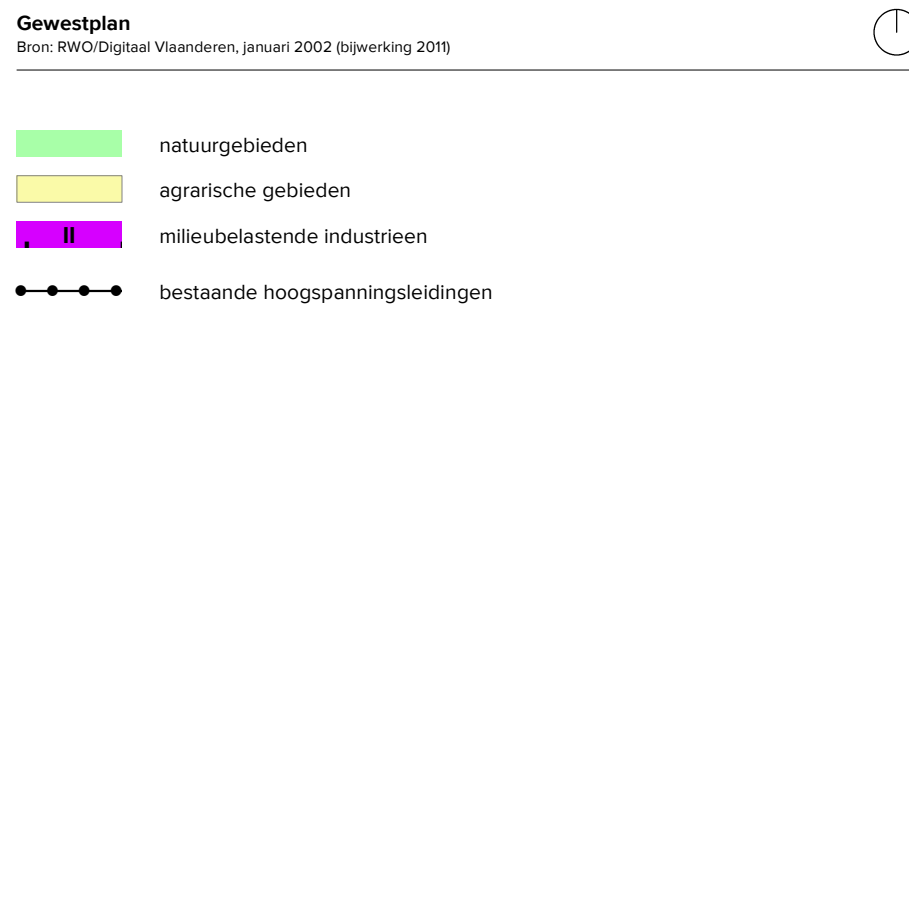 Gewestplan
Bron: RWO/Digitaal Vlaanderen, januari 2002 (bijwerking 2011)
natuurgebieden
agrarische gebieden
II milieubelastende industrieen
bestaande hoogspanningsleidingen